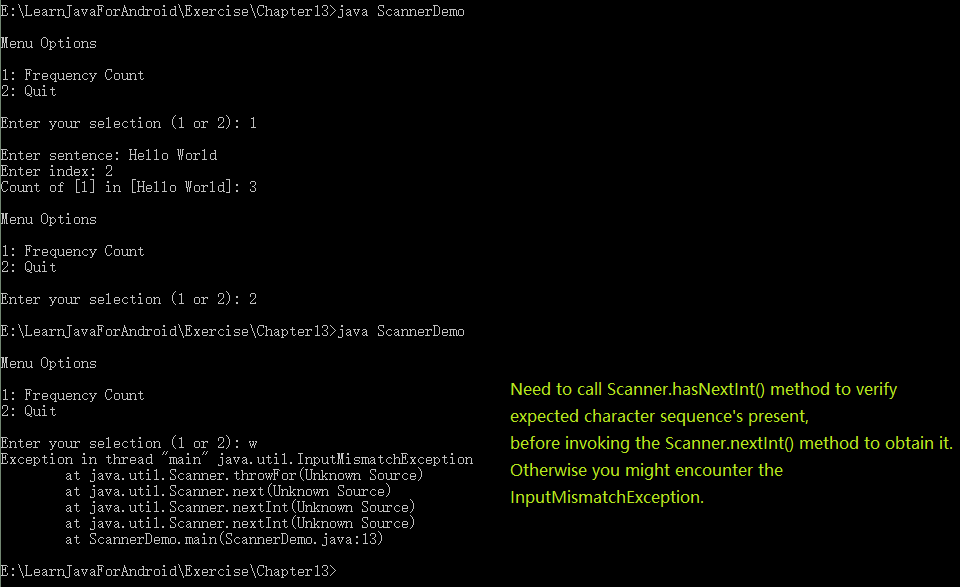 E:\LearnJavaForAndroid\Exercise\Chapter13>java ScannerDemo
Menu Options
1: Frequency Count
2: Quit
Enter your selection (1 or 2): 1
Enter sentence: Hello World
Enter index: 2
Count of [l] in [Hello World]: 3
Menu Options
1: Frequency Count
2: Quit
Enter your selection (1 or 2): 2
E:\LearnJavaForAndroid\Exercise\Chapter13>java ScannerDemo
Menu Options
1: Frequency Count
2: Quit
Enter your selection (1 or 2): w
Exception in thread "main" java.util.InputMismatchException
at java.util.Scanner.throwFor(Unknown Source)
at java.util.Scanner.next(Unknown Source)
at java.util.Scanner.nextInt(Unknown Source)
at java.util.Scanner.nextInt(Unknown Source)
at ScannerDemo.main(ScannerDemo.java:13)
E:\LearnJavaForAndroid\Exercise\Chapter13>
Need to call Scanner.hasNextInt() method to verify
expected character sequence's present,
before invoking the Scanner.nextInt() method to obtain it.
Otherwise you might encounter the
InputMismatchException.